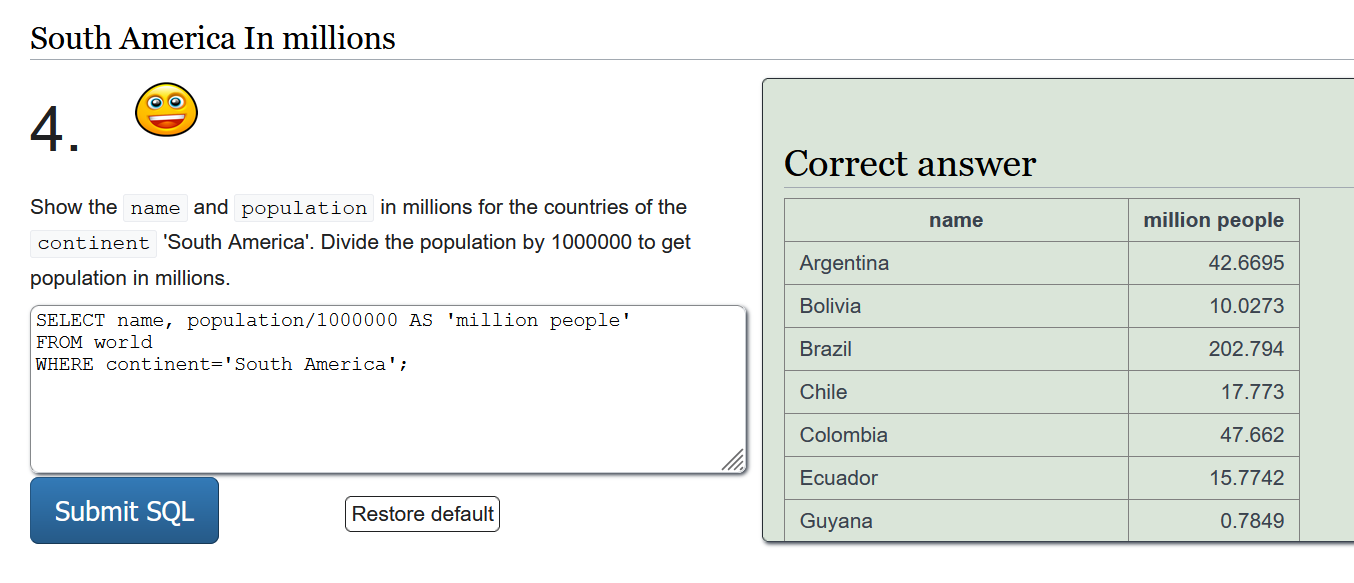 South America In millions
4.
Show the name and population in millions for the countries of the
continent 'South America'. Divide the population by 1000000 to get
population in millions.
SELECT name, population/1000000 AS 'million people'
FROM world
WHERE continent='South America';
Submit SQL
Restore default
Correct answer
name million people
Argentina 42.6695
Bolivia 10.0273
Brazil 202.794
Chile 17.773
Colombia 47.662
Ecuador 15.7742
Guyana 0.7849